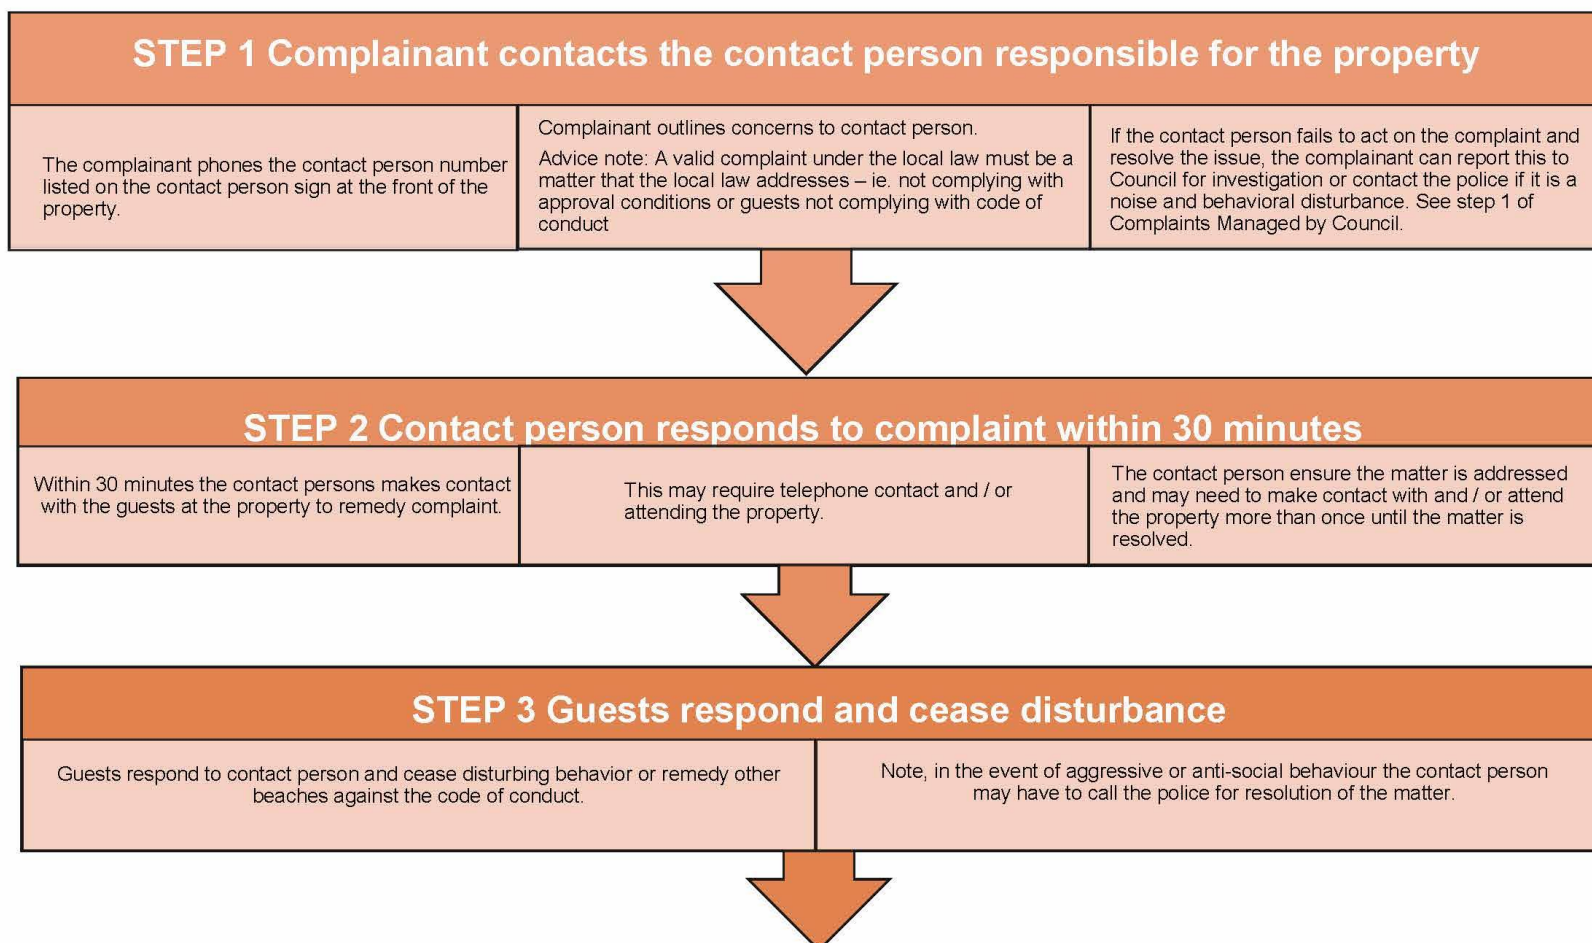 STEP 1 Complainant contacts the contact person responsible for the property
The complainant phones the contact person number
listed on the contact person sign at the front of the
property.
Complainant outlines concerns to contact person.
Advice note: A valid complaint under the local law must be a
matter that the local law addresses – ie. not complying with
approval conditions or guests not complying with code of
conduct
If the contact person fails to act on the complaint and
resolve the issue, the complainant can report this to
Council for investigation or contact the police if it is a
noise and behavioral disturbance. See step 1 of
Complaints Managed by Council.
STEP 2 Contact person responds to complaint within 30 minutes
Within 30 minutes the contact persons makes contact
with the guests at the property to remedy complaint.
This may require telephone contact and / or
attending the property.
The contact person ensure the matter is addressed
and may need to make contact with and / or attend
the property more than once until the matter is
resolved.
STEP 3 Guests respond and cease disturbance
Guests respond to contact person and cease disturbing behavior or remedy other
beaches against the code of conduct.
Note, in the event of aggressive or anti-social behaviour the contact person
may have to call the police for resolution of the matter.